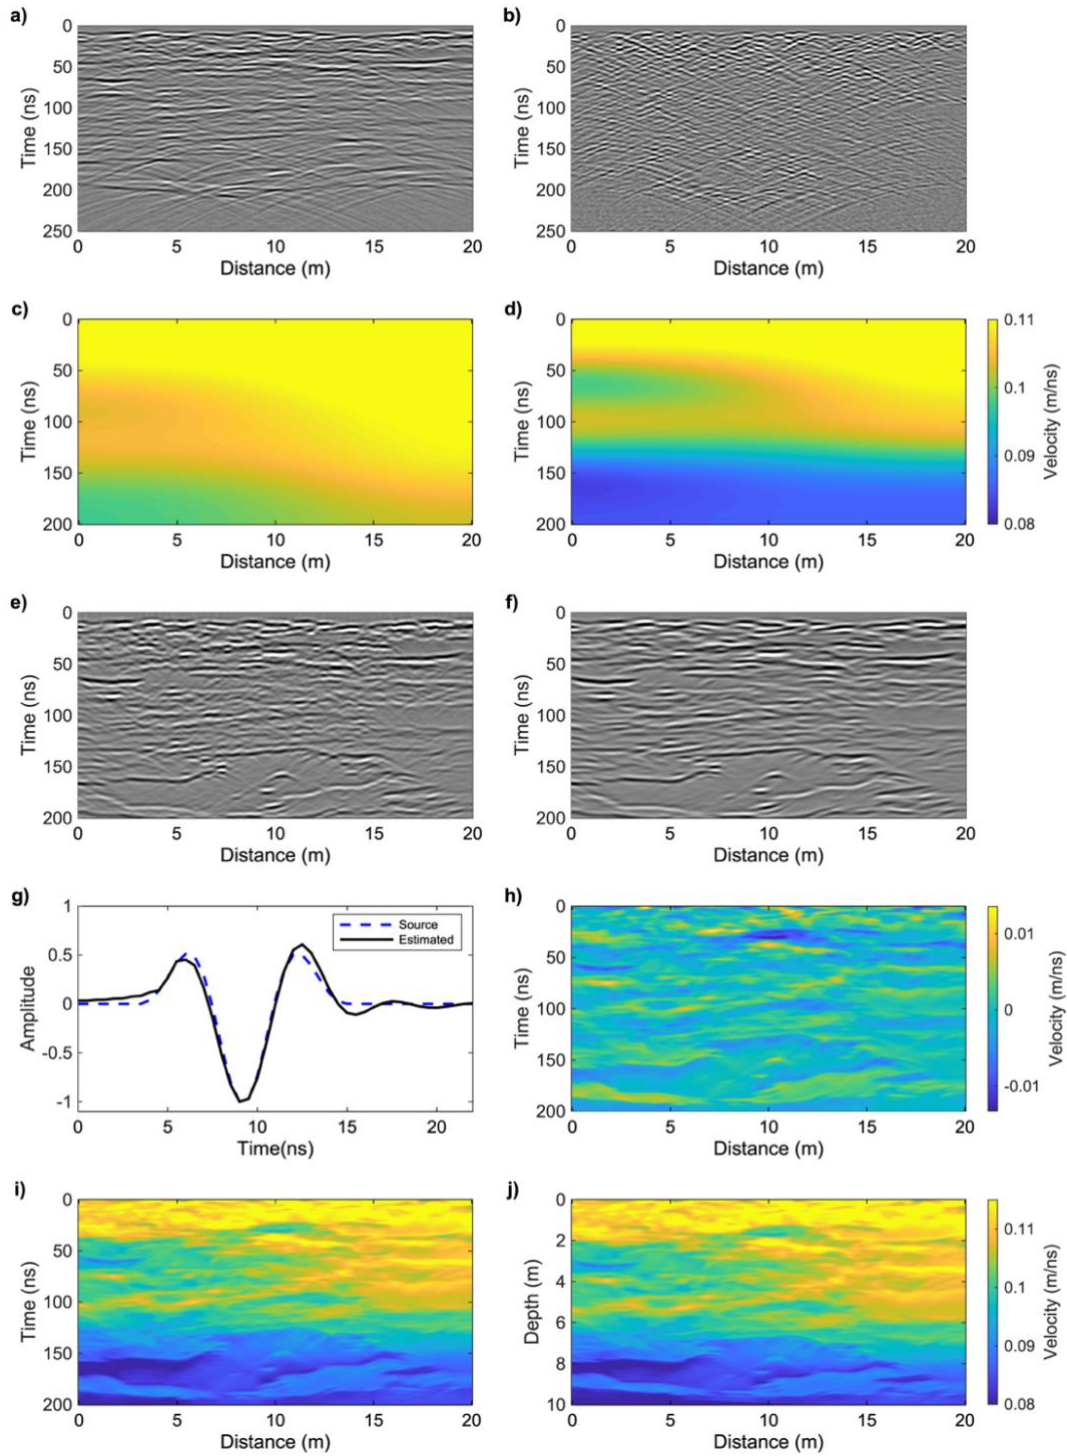 a)
b)
0
50
100
150
200
250
Time (ns)
0 5 10 15 20
Distance (m)
0
50
100
150
200
250
Time (ns)
0 5 10 15 20
Distance (m)
c)
d)
0
50
100
150
200
Time (ns)
0 5 10 15 20
Distance (m)
0
50
100
150
200
Time (ns)
0 5 10 15 20
Distance (m)
0.11
0.1
0.09
0.08
Velocity (m/ns)
e)
f)
0
50
100
150
200
Time (ns)
0 5 10 15 20
Distance (m)
0
50
100
150
200
Time (ns)
0 5 10 15 20
Distance (m)
g)
h)
1
0.5
0
-0.5
-1
Amplitude
Source
Estimated
0 5 10 15 20
Time(ns)
0
50
100
150
200
Time (ns)
0 5 10 15 20
Distance (m)
0.01
0
-0.01
Velocity (m/ns)
i)
j)
0
50
100
150
200
Time (ns)
0 5 10 15 20
Distance (m)
0
2
4
6
8
10
Depth (m)
0 5 10 15 20
Distance (m)
0.11
0.1
0.09
0.08
Velocity (m/ns)